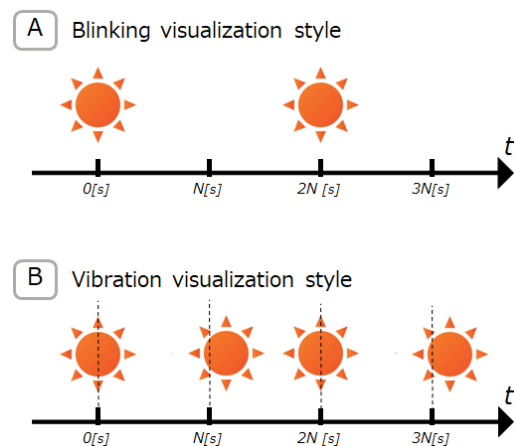 A Blinking visualization style
t
0[s] N[s] 2N [s] 3N[s]
B Vibration visualization style
t
0[s] N[s] 2N [s] 3N[s]